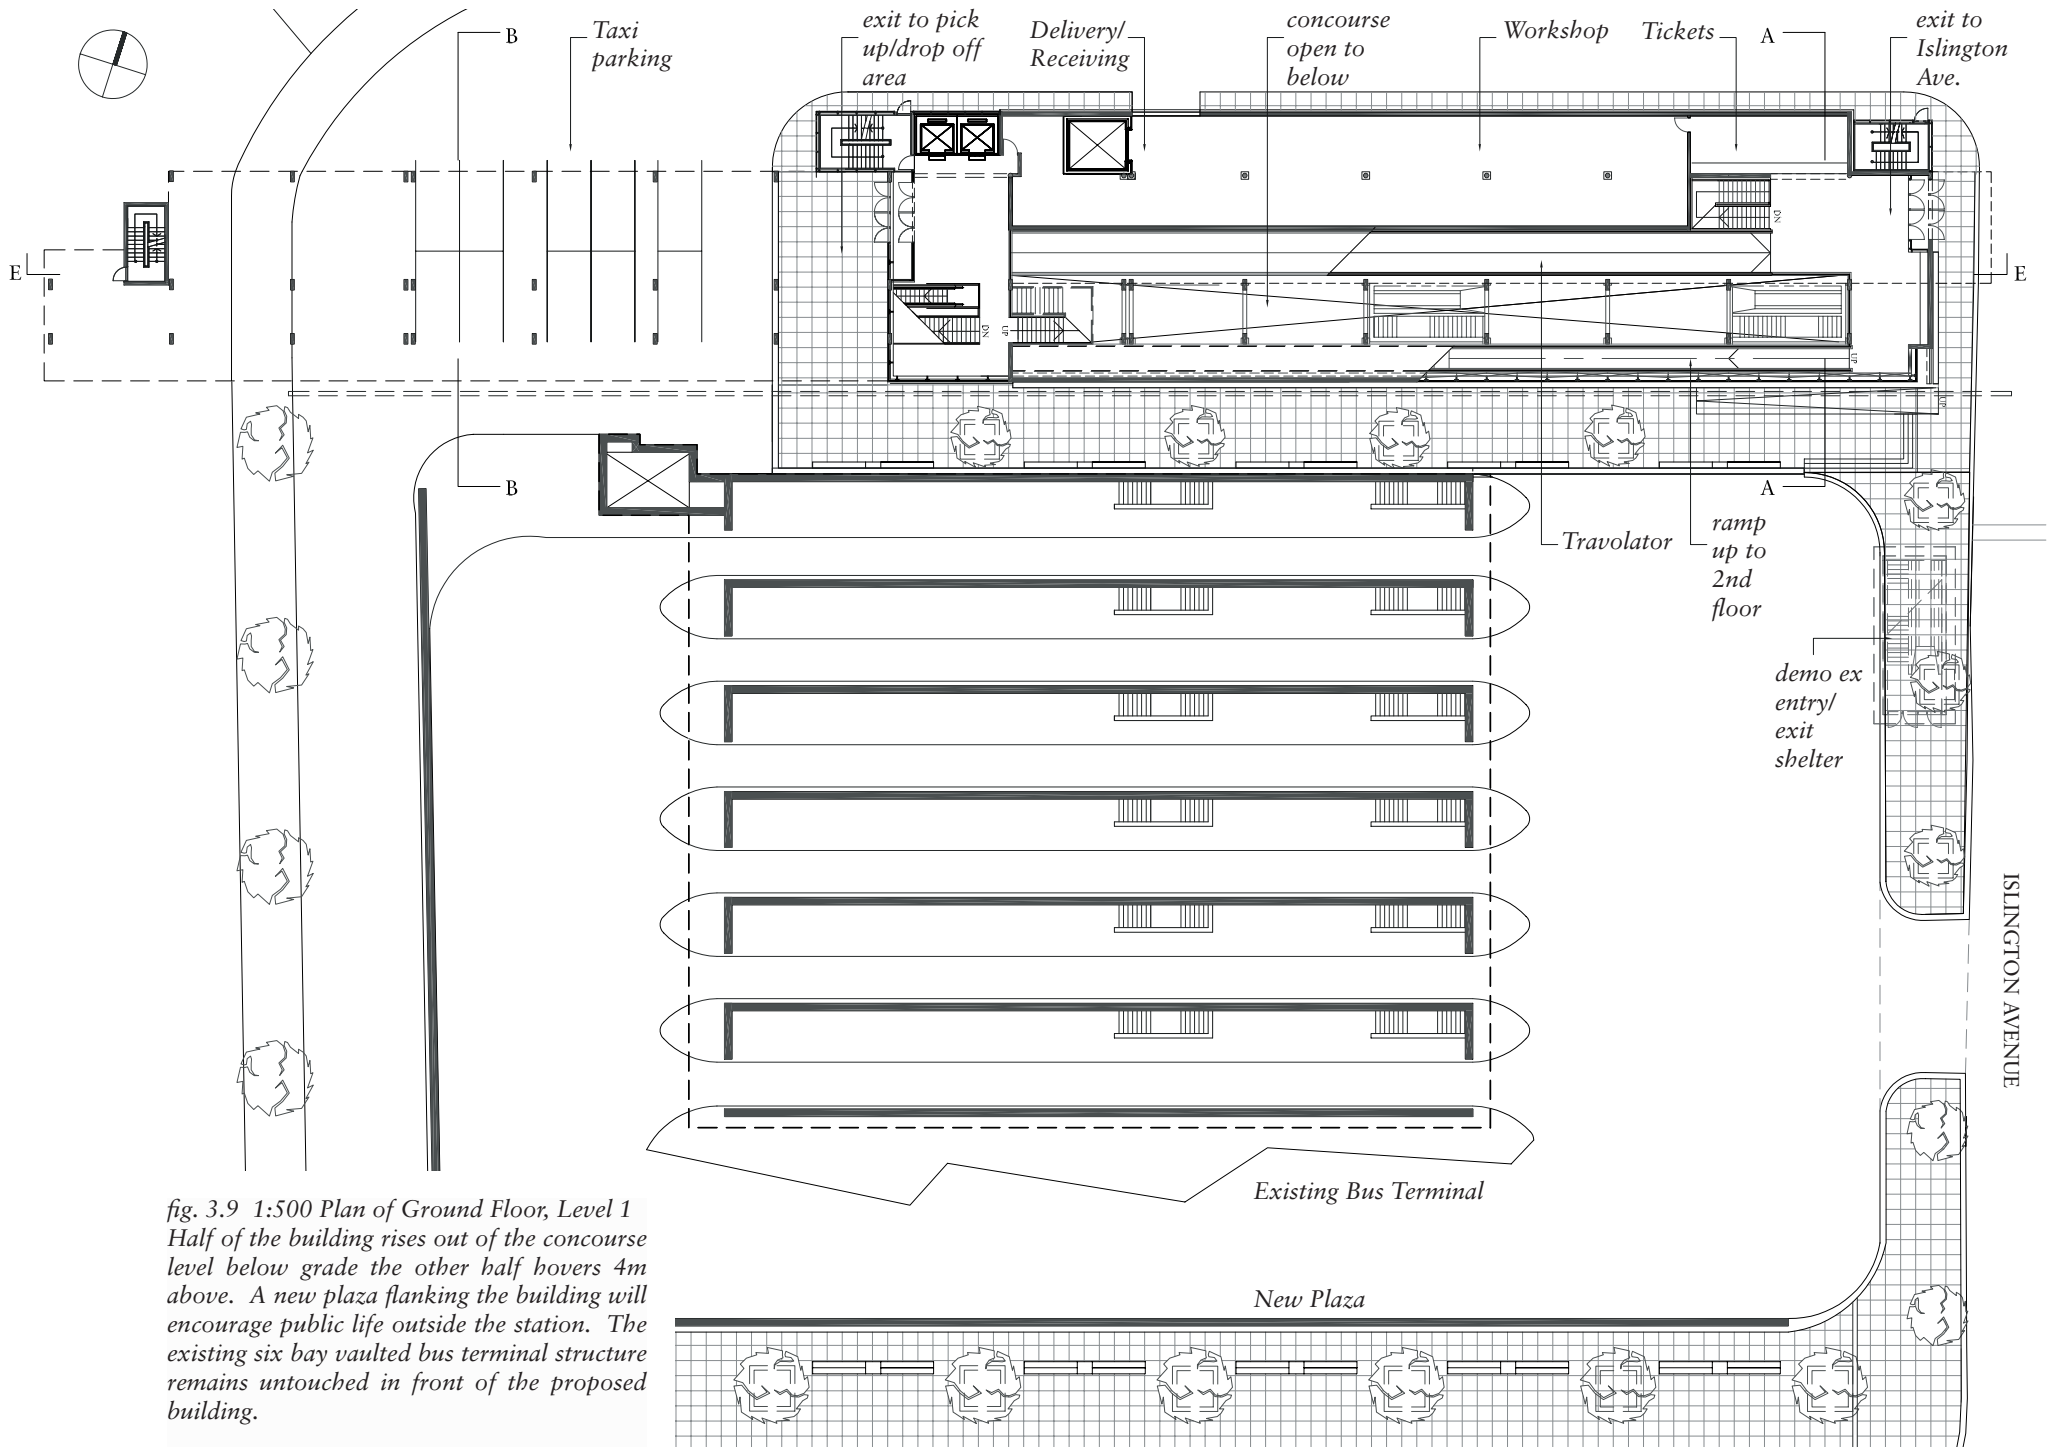 B
Taxi
parking
exit to pick
up/drop off
area
Delivery/
Receiving
concourse
open to
below
Workshop
Tickets
A
exit to
Islington
Ave.
DN
E
E
DN
UP
UP
UP
B
A
Travolator
ramp
up to
2nd
floor
demo ex
entry/
exit
shelter
ISLINGTON AVENUE
Existing Bus Terminal
New Plaza
fig. 3.9 1:500 Plan of Ground Floor, Level 1
Half of the building rises out of the concourse
level below grade the other half hovers 4m
above. A new plaza flanking the building will
encourage public life outside the station. The
existing six bay vaulted bus terminal structure
remains untouched in front of the proposed
building.